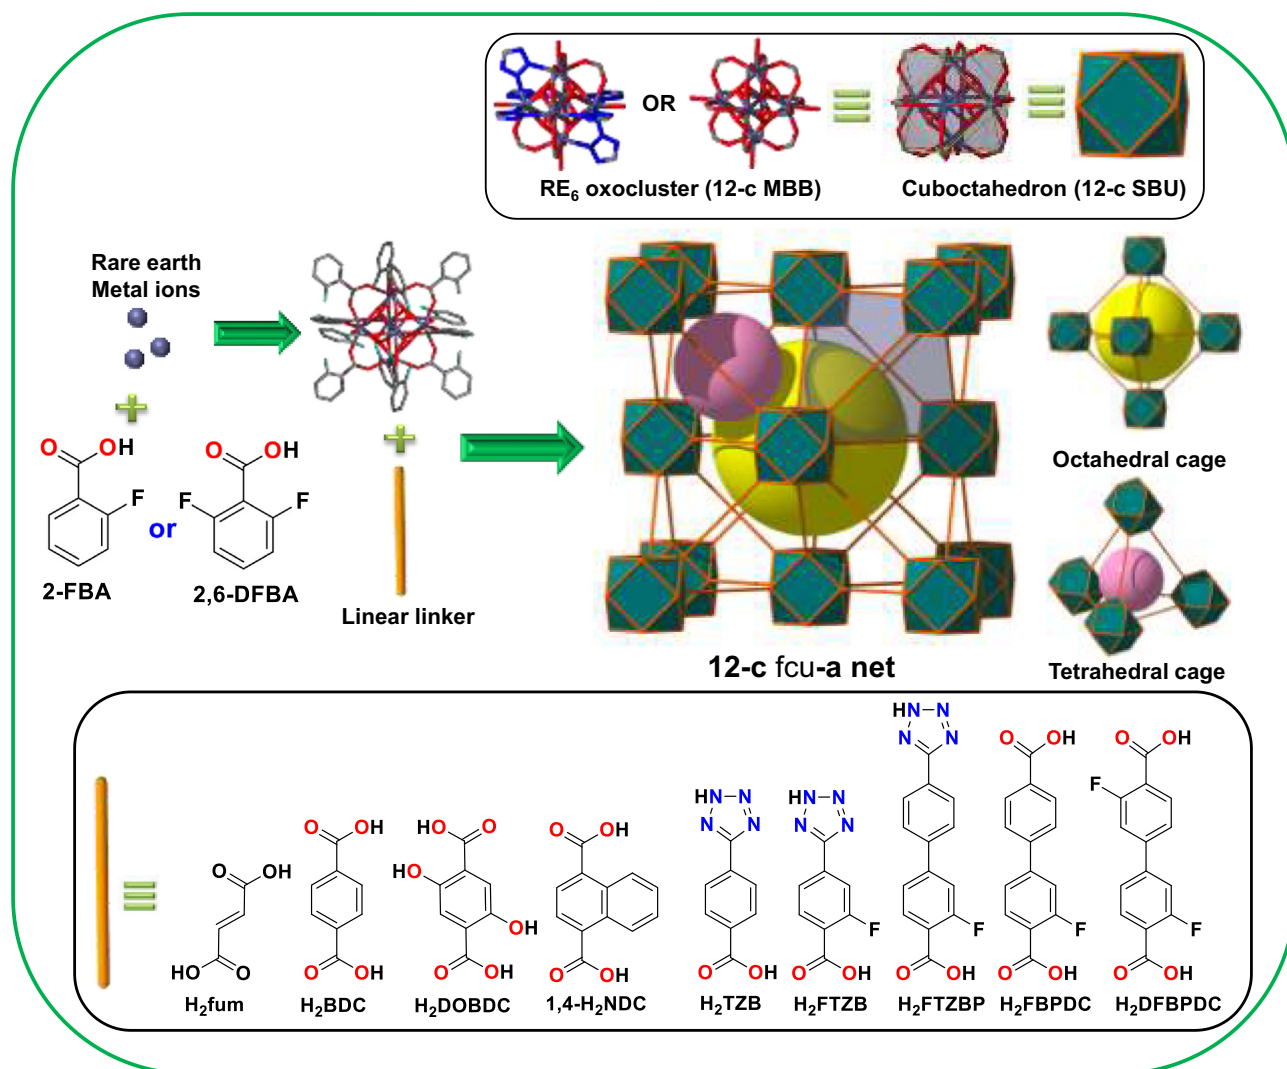 OR
RE6 oxocluster (12-c MBB)
Cuboctahedron (12-c SBU)
Rare earth
Metal ions
O
OH
F
2-FBA
or
O
OH
F
F
2,6-DFBA
Linear linker
12-c fcu-a net
Octahedral cage
Tetrahedral cage
O
OH
HO
O
H2fum
O
OH
O
OH
H2BDC
HO
O
HO
OH
O
OH
H2DOBDC
O
OH
O
OH
1,4-H2NDC
HN
N
N
N
O
OH
H2TZB
HN
N
N
N
F
O
OH
H2FTZB
HN
N
N
N
F
O
OH
H2FTZBP
O
OH
F
O
OH
H2FBPDC
O
OH
F
F
O
OH
H2DFBPDC